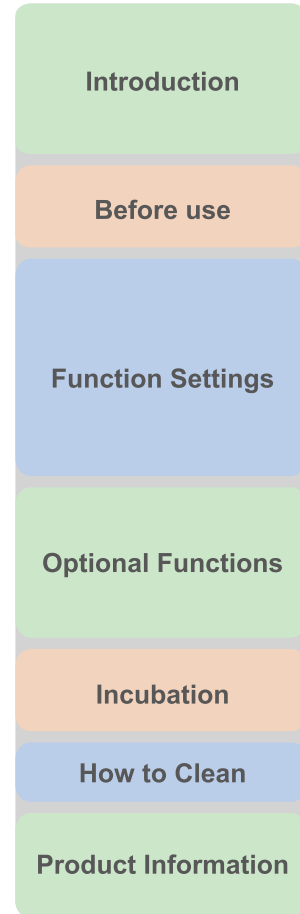 Introduction
Before use
Function Settings
Optional Functions
Incubation
How to Clean
Product Information